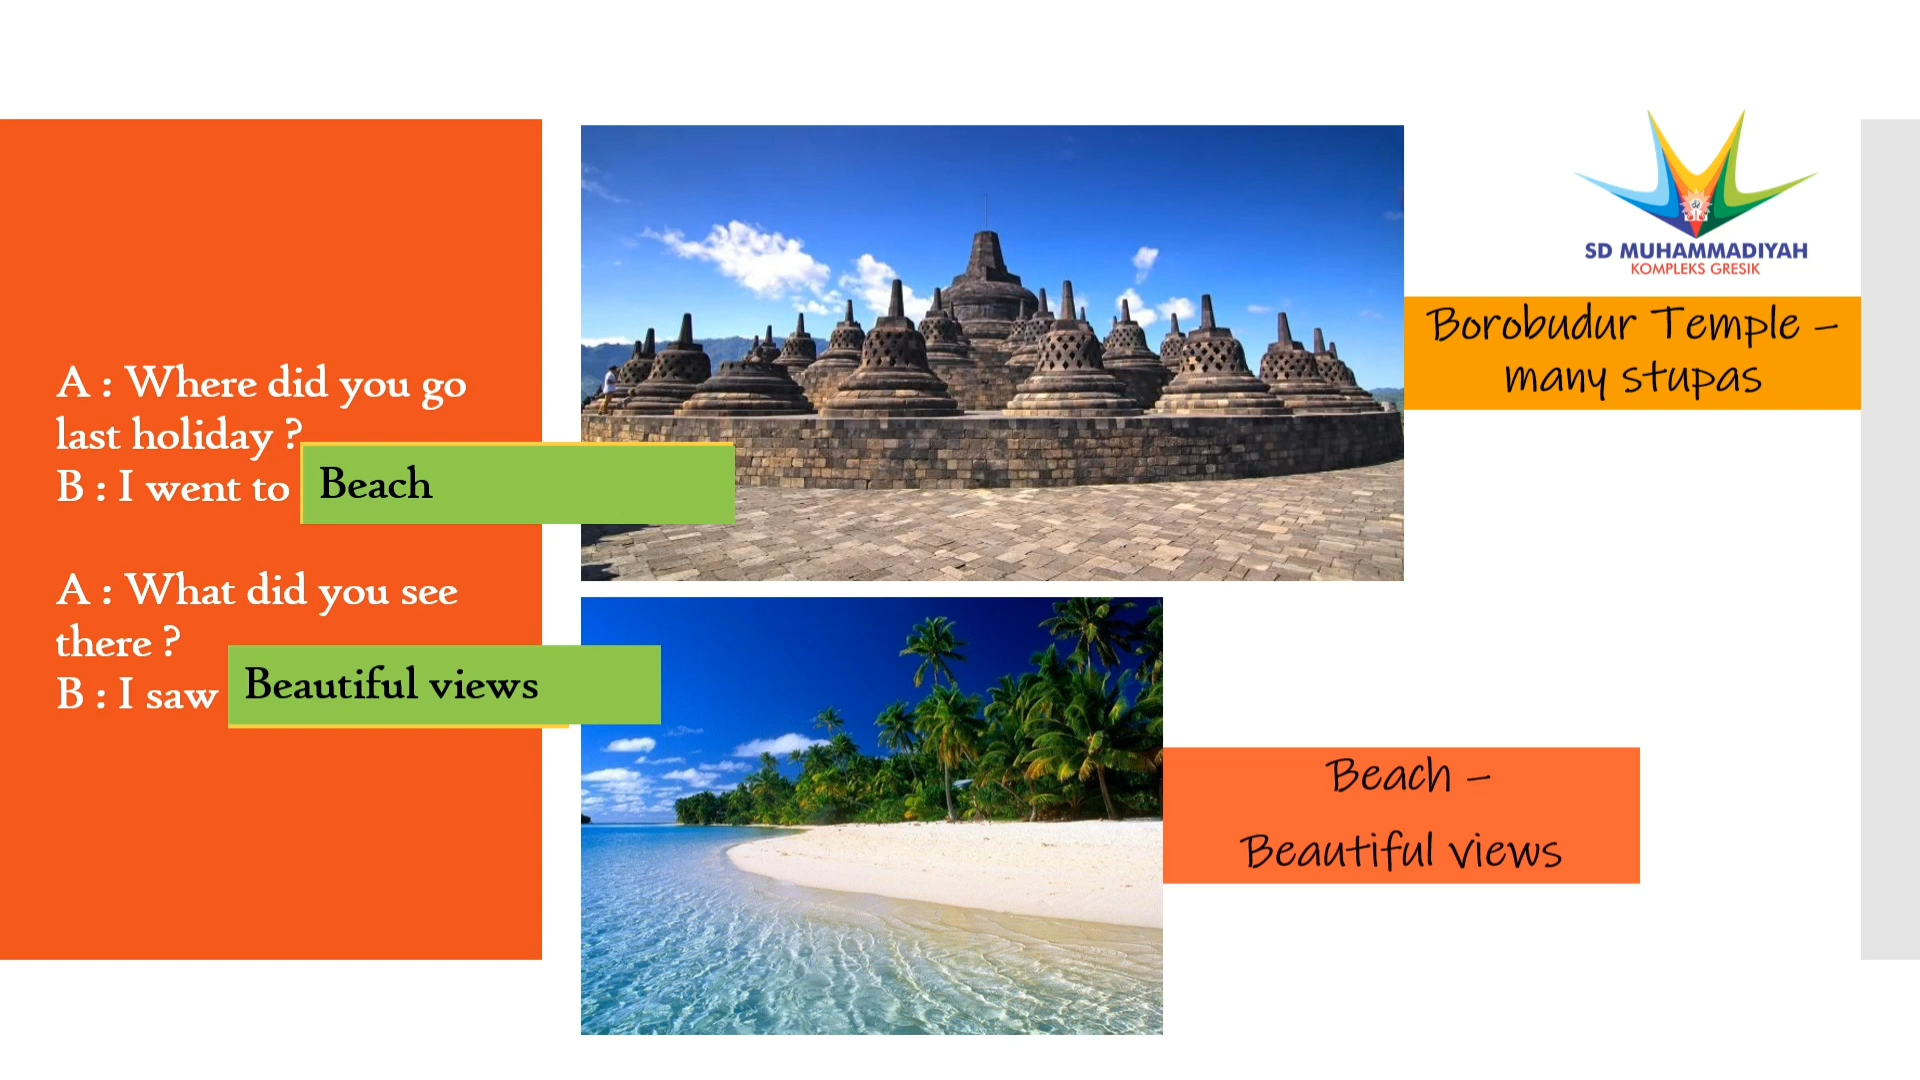 A : Where did you go
last holiday ?
B : I went to Beach
A : What did you see
there ?
B : I saw Beautiful views
SD MUHAMMADIYAH
KOMPLEKS GRESIK
Borobudur Temple –
many stupas
Beach –
Beautiful views